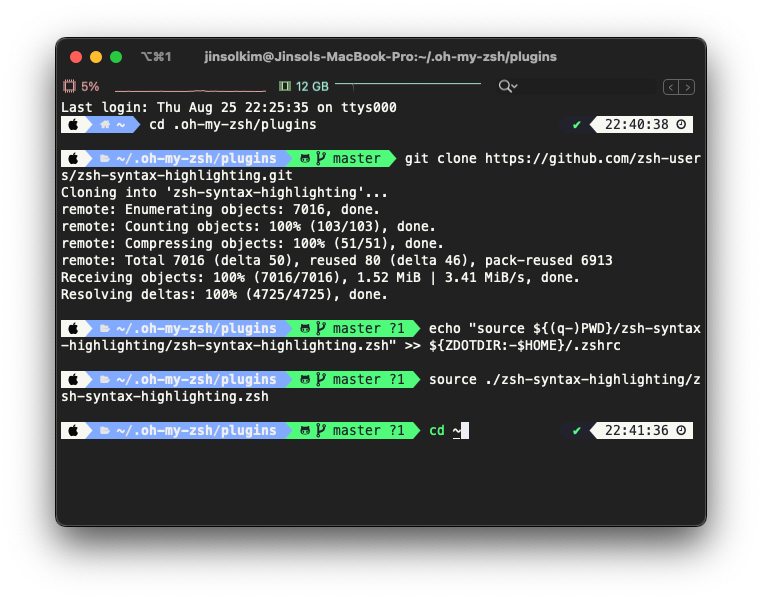 ⌥⌘1 jinsolkim@Jinsols-MacBook-Pro:~/.oh-my-zsh/plugins
5% 12 GB
Last login: Thu Aug 25 22:25:35 on ttys000
~ cd .oh-my-zsh/plugins ✔ 22:40:38
~/.oh-my-zsh/plugins master git clone https://github.com/zsh-user
s/zsh-syntax-highlighting.git
Cloning into 'zsh-syntax-highlighting'...
remote: Enumerating objects: 7016, done.
remote: Counting objects: 100% (103/103), done.
remote: Compressing objects: 100% (51/51), done.
remote: Total 7016 (delta 50), reused 80 (delta 46), pack-reused 6913
Receiving objects: 100% (7016/7016), 1.52 MiB | 3.41 MiB/s, done.
Resolving deltas: 100% (4725/4725), done.
~/.oh-my-zsh/plugins master ?1 echo "source ${(q-)PWD}/zsh-syntax
-highlighting/zsh-syntax-highlighting.zsh" >> ${ZDOTDIR:-$HOME}/.zshrc
~/.oh-my-zsh/plugins master ?1 source ./zsh-syntax-highlighting/z
sh-syntax-highlighting.zsh
~/.oh-my-zsh/plugins master ?1 cd ~ ✔ 22:41:36